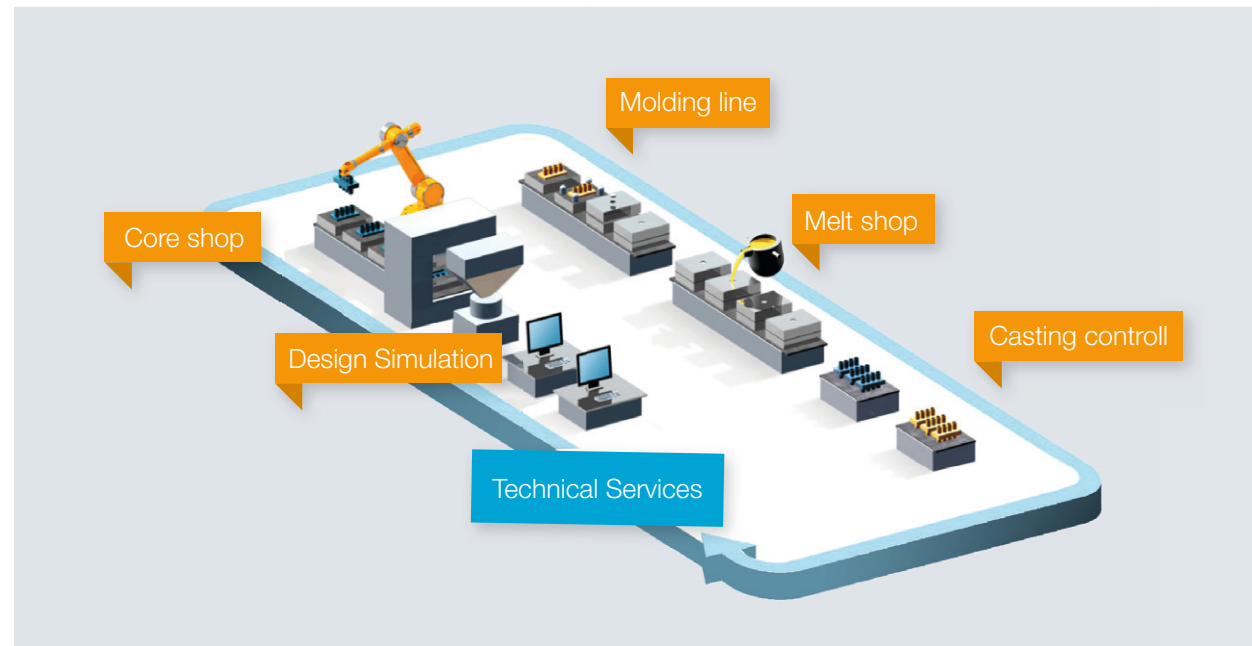 Molding line
Melt shop
Core shop
Casting controll
Design Simulation
Technical Services